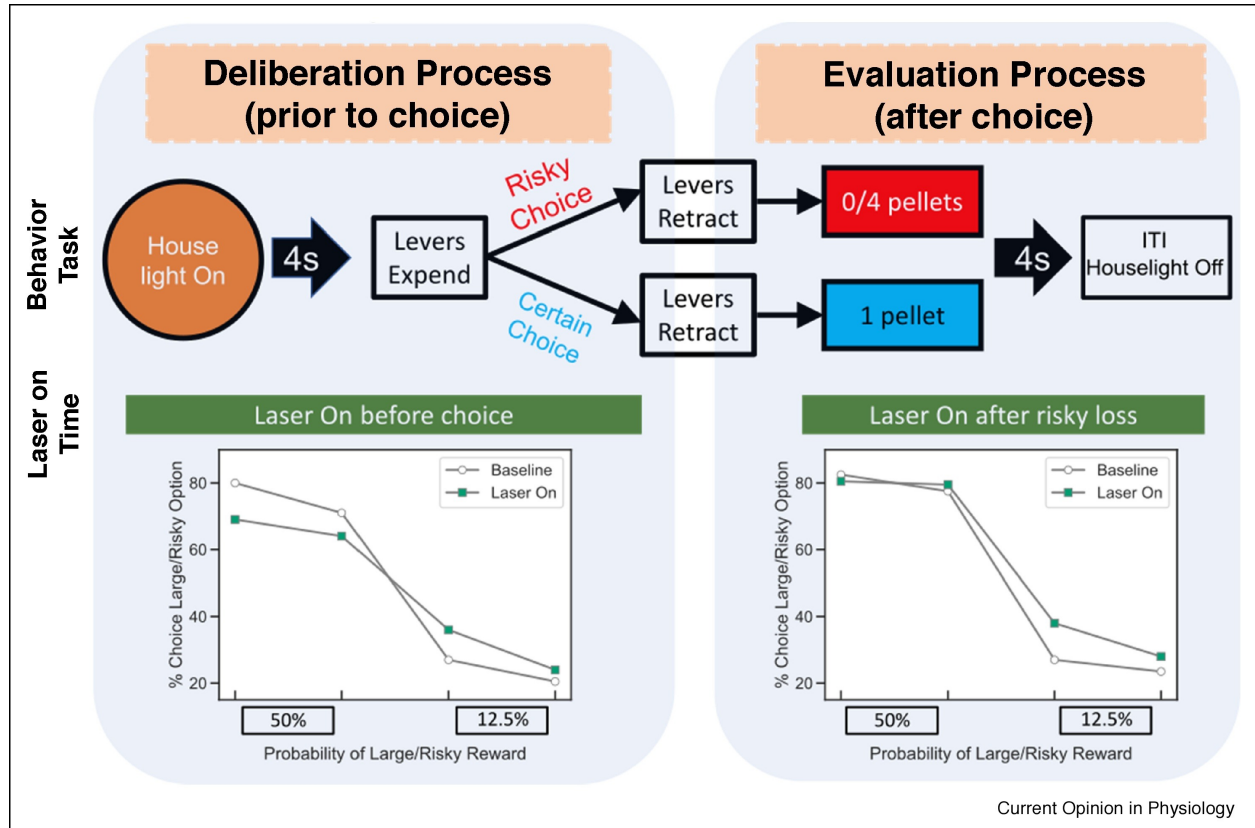 Deliberation Process
(prior to choice)
Evaluation Process
(after choice)
Behavior
Task
House
light On
4s
Levers
Expend
Risky
Choice
Certain
Choice
Levers
Retract
Levers
Retract
0/4 pellets
1 pellet
4s
ITI
Houselight Off
Laser on
Time
Laser On before choice
% Choice Large/Risky Option
80
60
40
20
Baseline
Laser On
50%
12.5%
Probability of Large/Risky Reward
Laser On after risky loss
% Choice Large/Risky Option
80
60
40
20
Baseline
Laser On
50%
12.5%
Probability of Large/Risky Reward
Current Opinion in Physiology